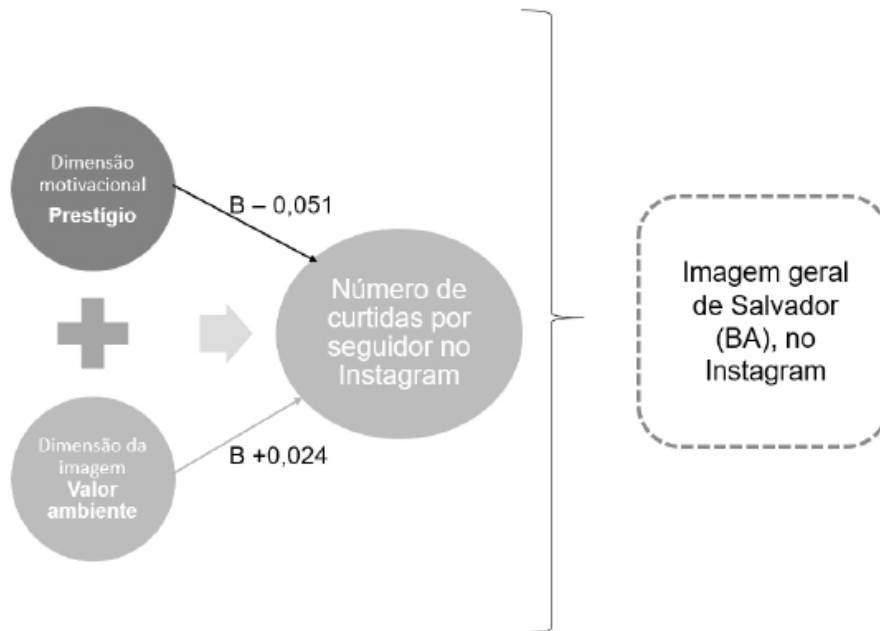 Dimensão
motivacional
Prestígio
B – 0,051
Número de
curtidas por
seguidor no
Instagram
Dimensão da
imagem
Valor
ambiente
B +0,024
Imagem geral
de Salvador
(BA), no
Instagram